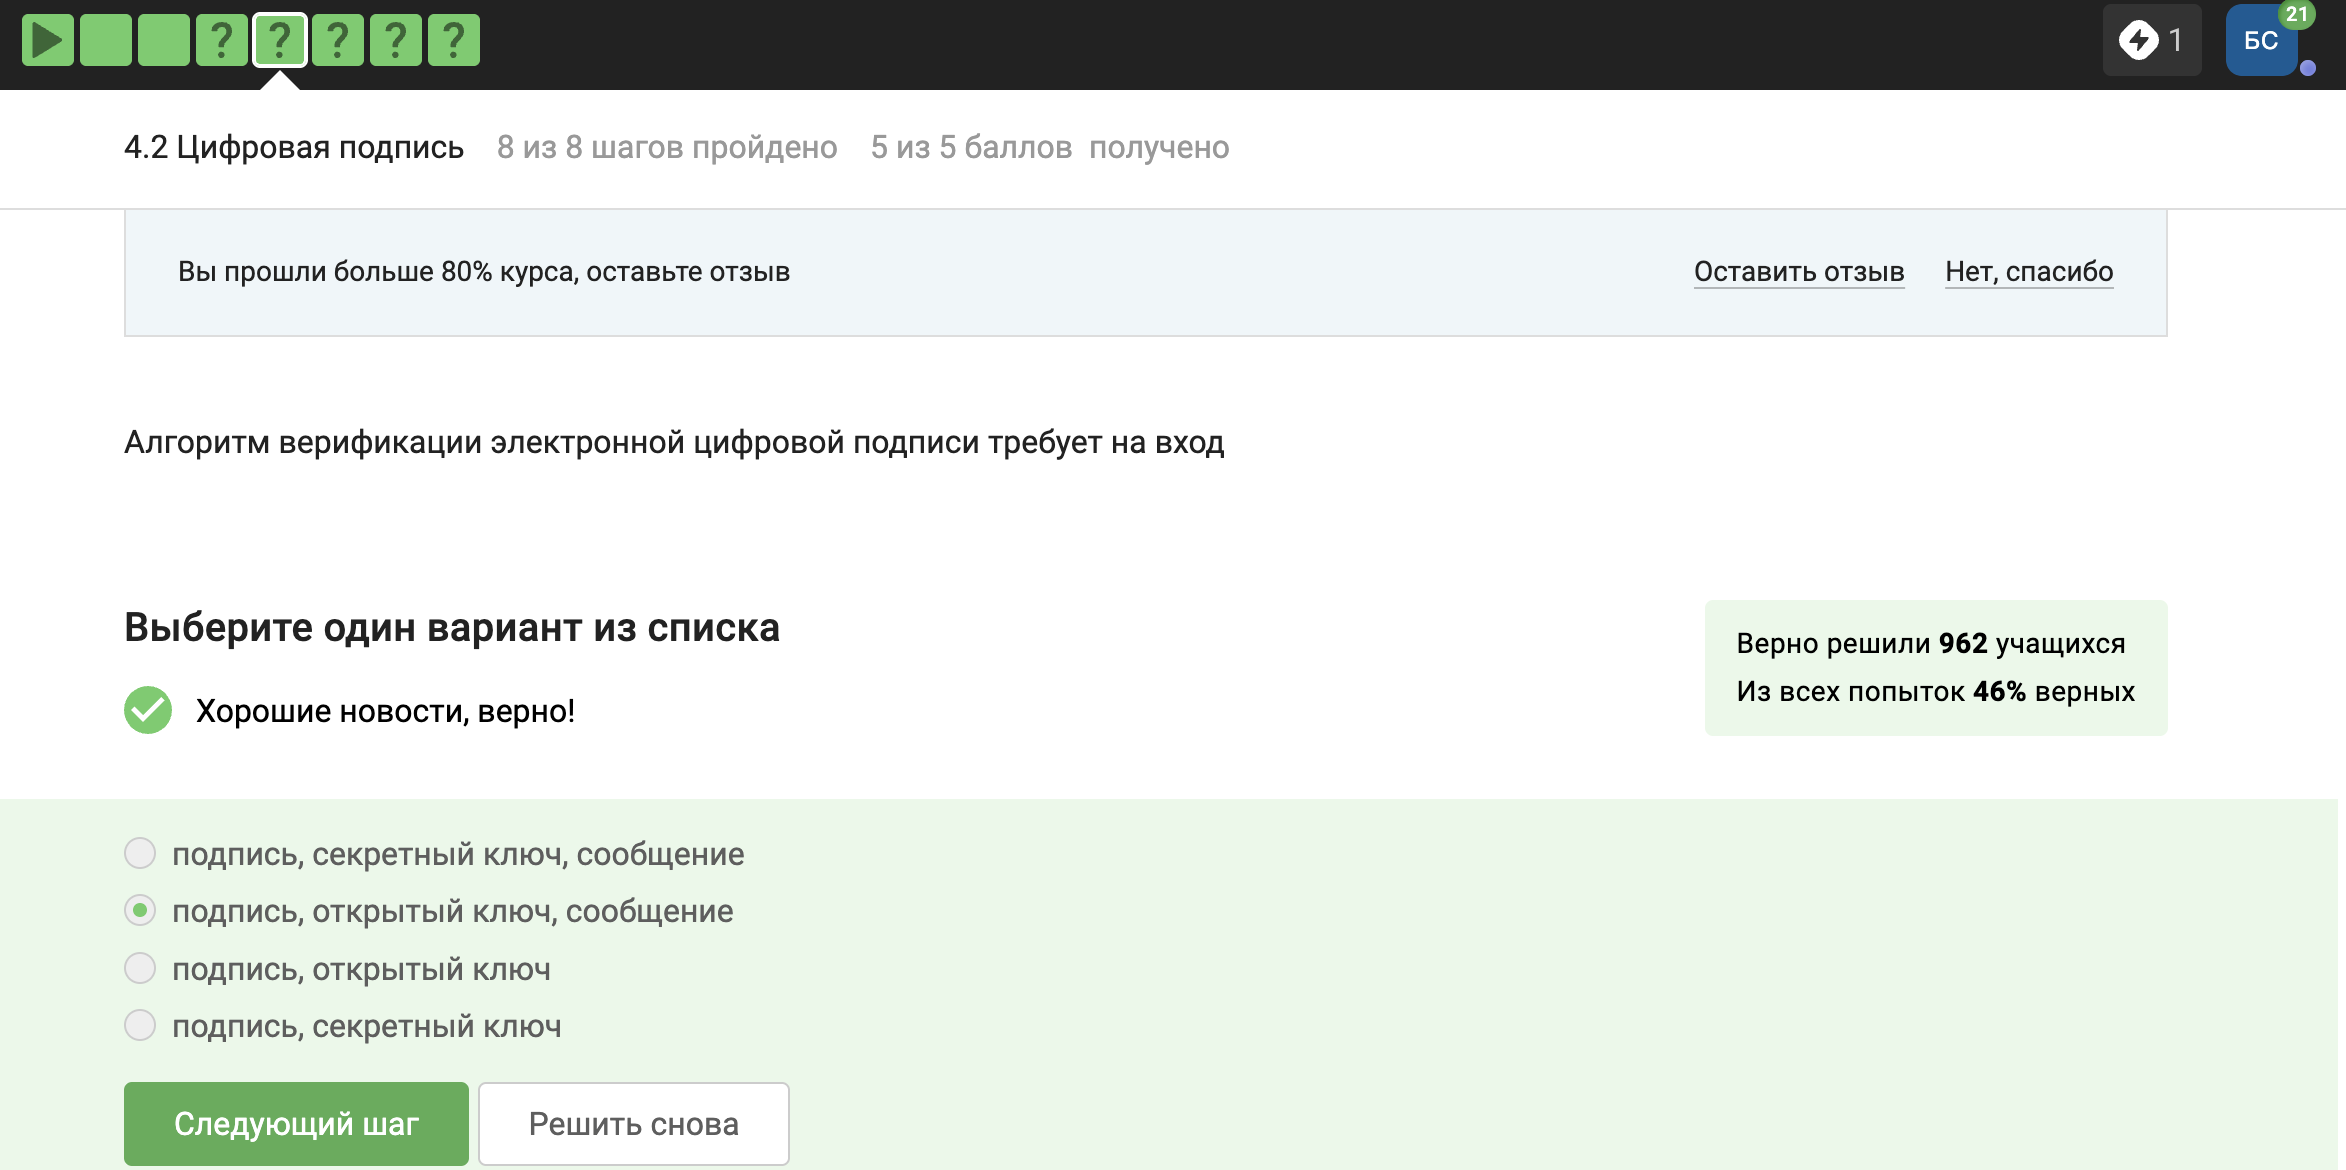 ? ? ? ? ?
1
БС
21
4.2 Цифровая подпись 8 из 8 шагов пройдено 5 из 5 баллов получено
Вы прошли больше 80% курса, оставьте отзыв Оставить отзыв Нет, спасибо
Алгоритм верификации электронной цифровой подписи требует на вход
Выберите один вариант из списка
Хорошие новости, верно!
Верно решили 962 учащихся
Из всех попыток 46% верных
подпись, секретный ключ, сообщение
подпись, открытый ключ, сообщение
подпись, открытый ключ
подпись, секретный ключ
Следующий шаг Решить снова